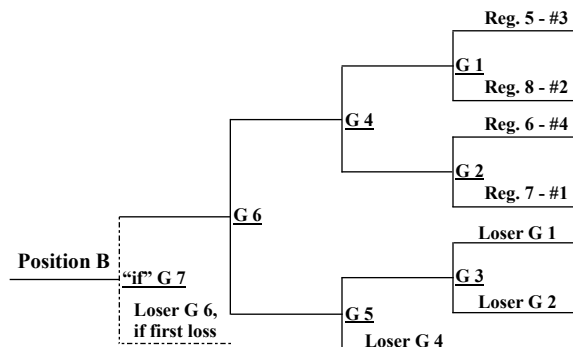 Reg. 5 - #3
G 1
Reg. 8 - #2
G 4
Reg. 6 - #4
G 2
Reg. 7 - #1
G 6
Loser G 1
Position B
"if" G 7
G 3
Loser G 6,
if first loss
G 5
Loser G 2
Loser G 4